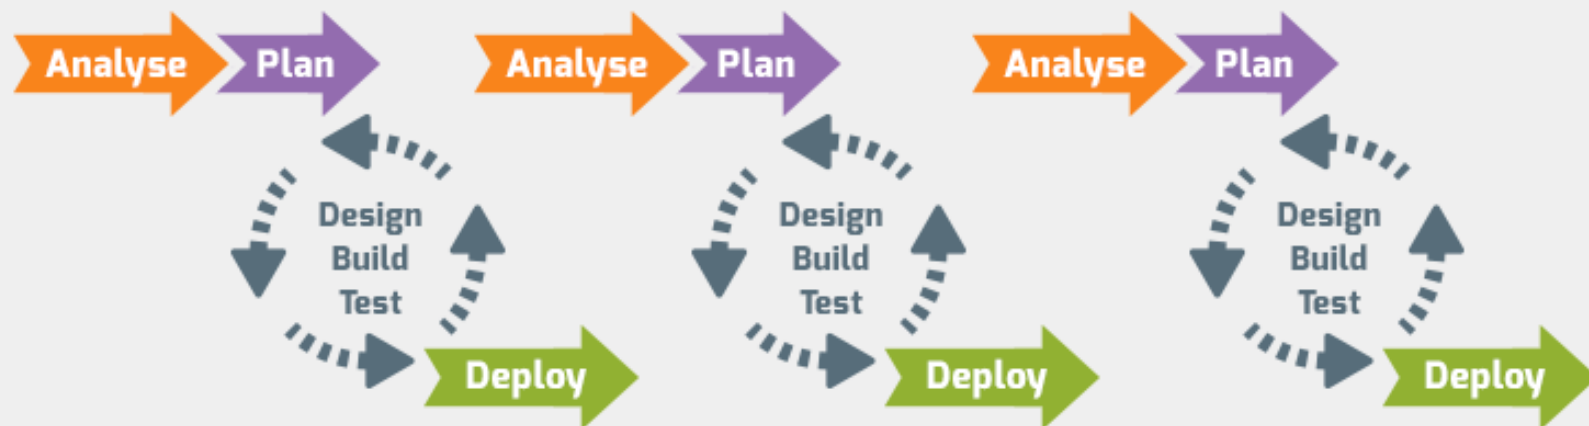 Analyse Plan Analyse Plan Analyse Plan
Design Design Design
Build Build Build
Test Test Test
Deploy Deploy Deploy